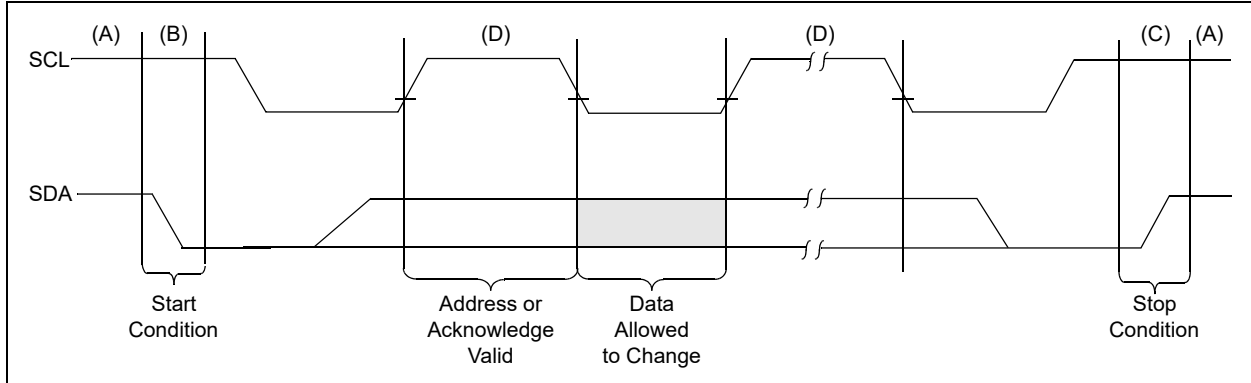 (A) (B) (D) (D) (C) (A)
SCL
SDA
Start
Condition
Address or
Acknowledge
Valid
Data
Allowed
to Change
Stop
Condition